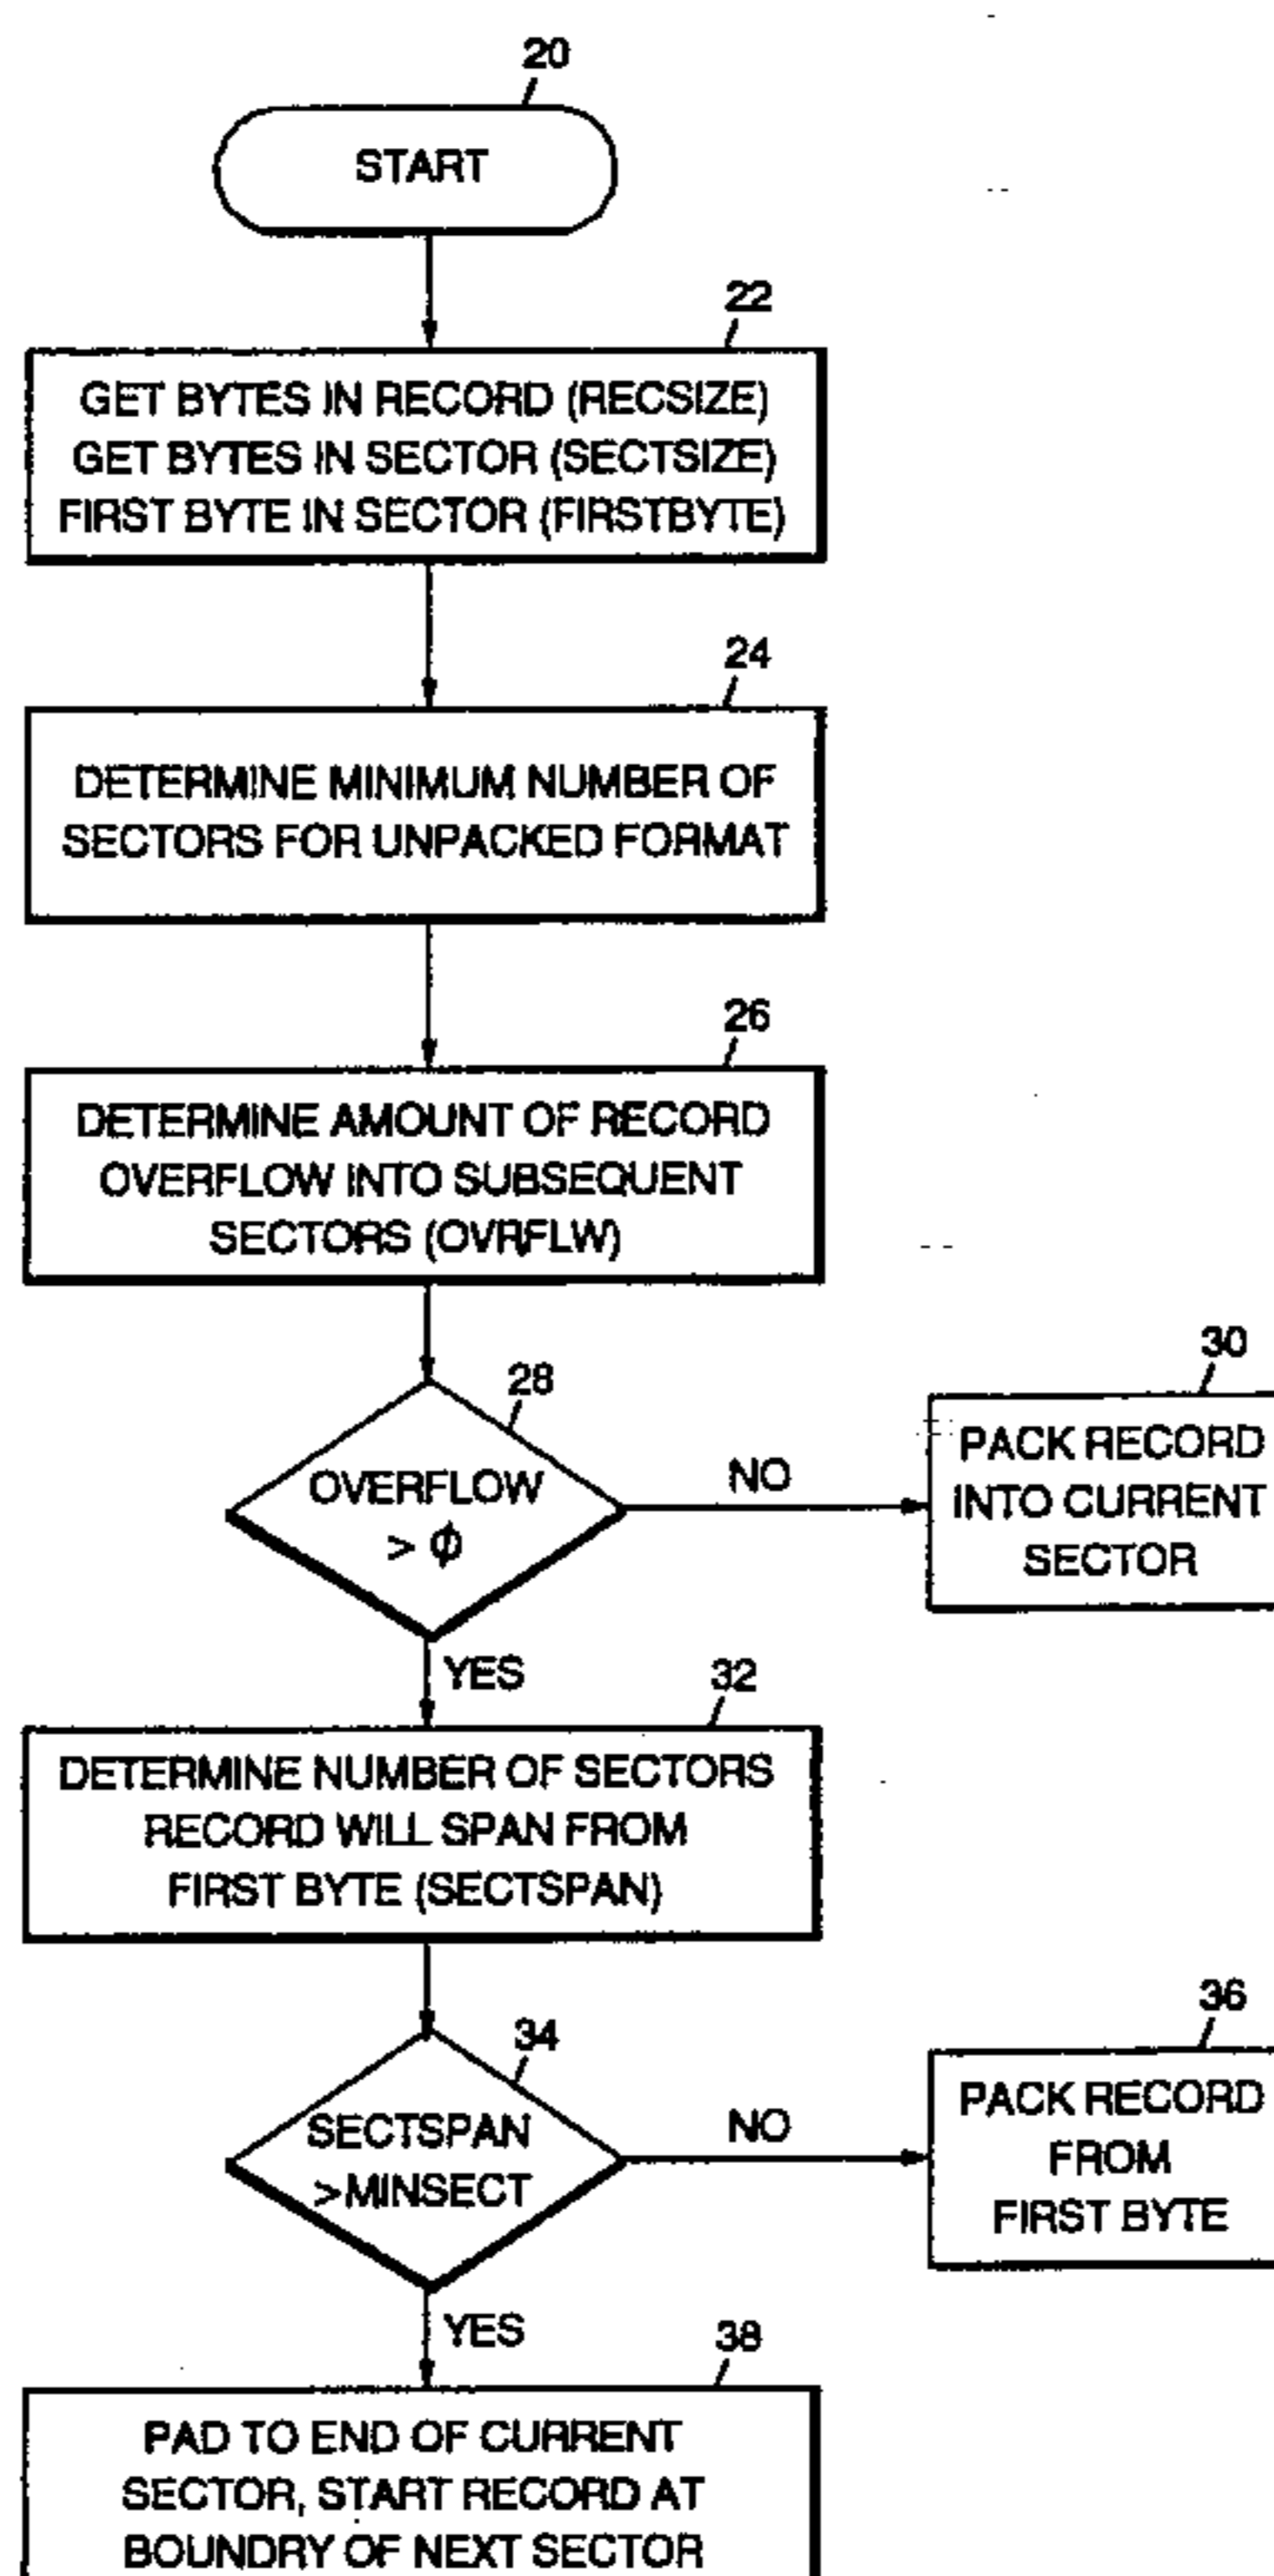 20
START
22
GET BYTES IN RECORD (RECSIZE)
GET BYTES IN SECTOR (SECTSIZE)
FIRST BYTE IN SECTOR (FIRSTBYTE)
24
DETERMINE MINIMUM NUMBER OF
SECTORS FOR UNPACKED FORMAT
26
DETERMINE AMOUNT OF RECORD
OVERFLOW INTO SUBSEQUENT
SECTORS (OVRFLW)
28
OVERFLOW
> ϕ
NO
30
PACK RECORD
INTO CURRENT
SECTOR
YES
32
DETERMINE NUMBER OF SECTORS
RECORD WILL SPAN FROM
FIRST BYTE (SECTSPAN)
34
SECTSPAN
>MINSECT
NO
36
PACK RECORD
FROM
FIRST BYTE
YES
38
PAD TO END OF CURRENT
SECTOR, START RECORD AT
BOUNDRY OF NEXT SECTOR